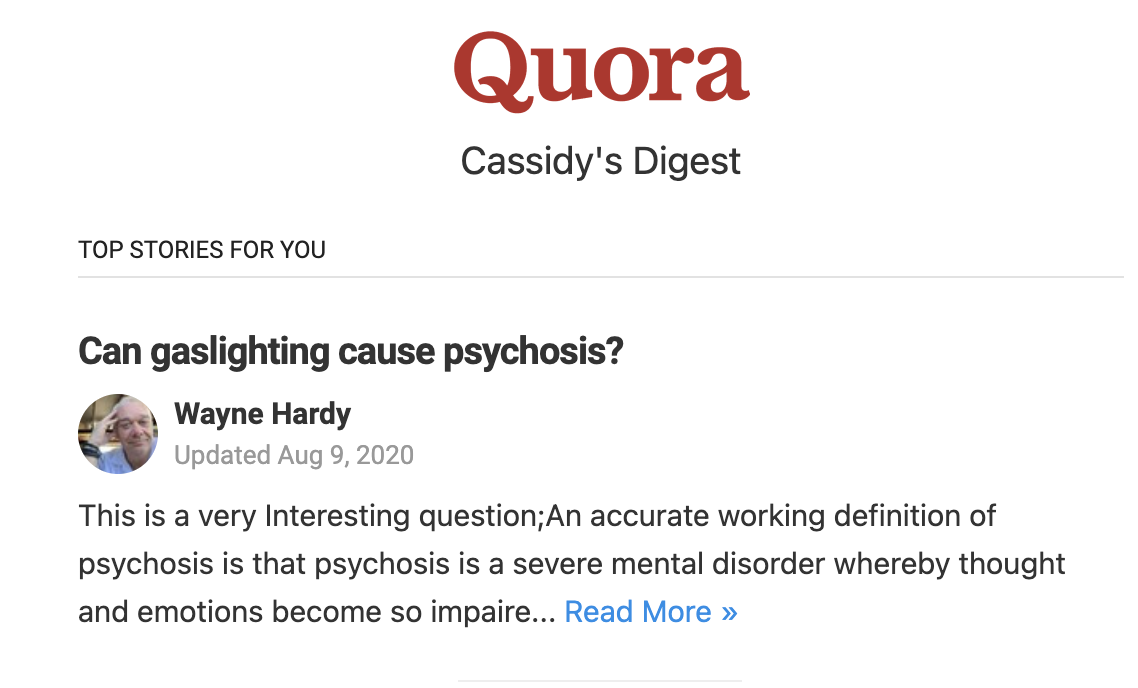 Quora
Cassidy's Digest
TOP STORIES FOR YOU
Can gaslighting cause psychosis?
Wayne Hardy
Updated Aug 9, 2020
This is a very Interesting question;An accurate working definition of
psychosis is that psychosis is a severe mental disorder whereby thought
and emotions become so impaire... Read More »